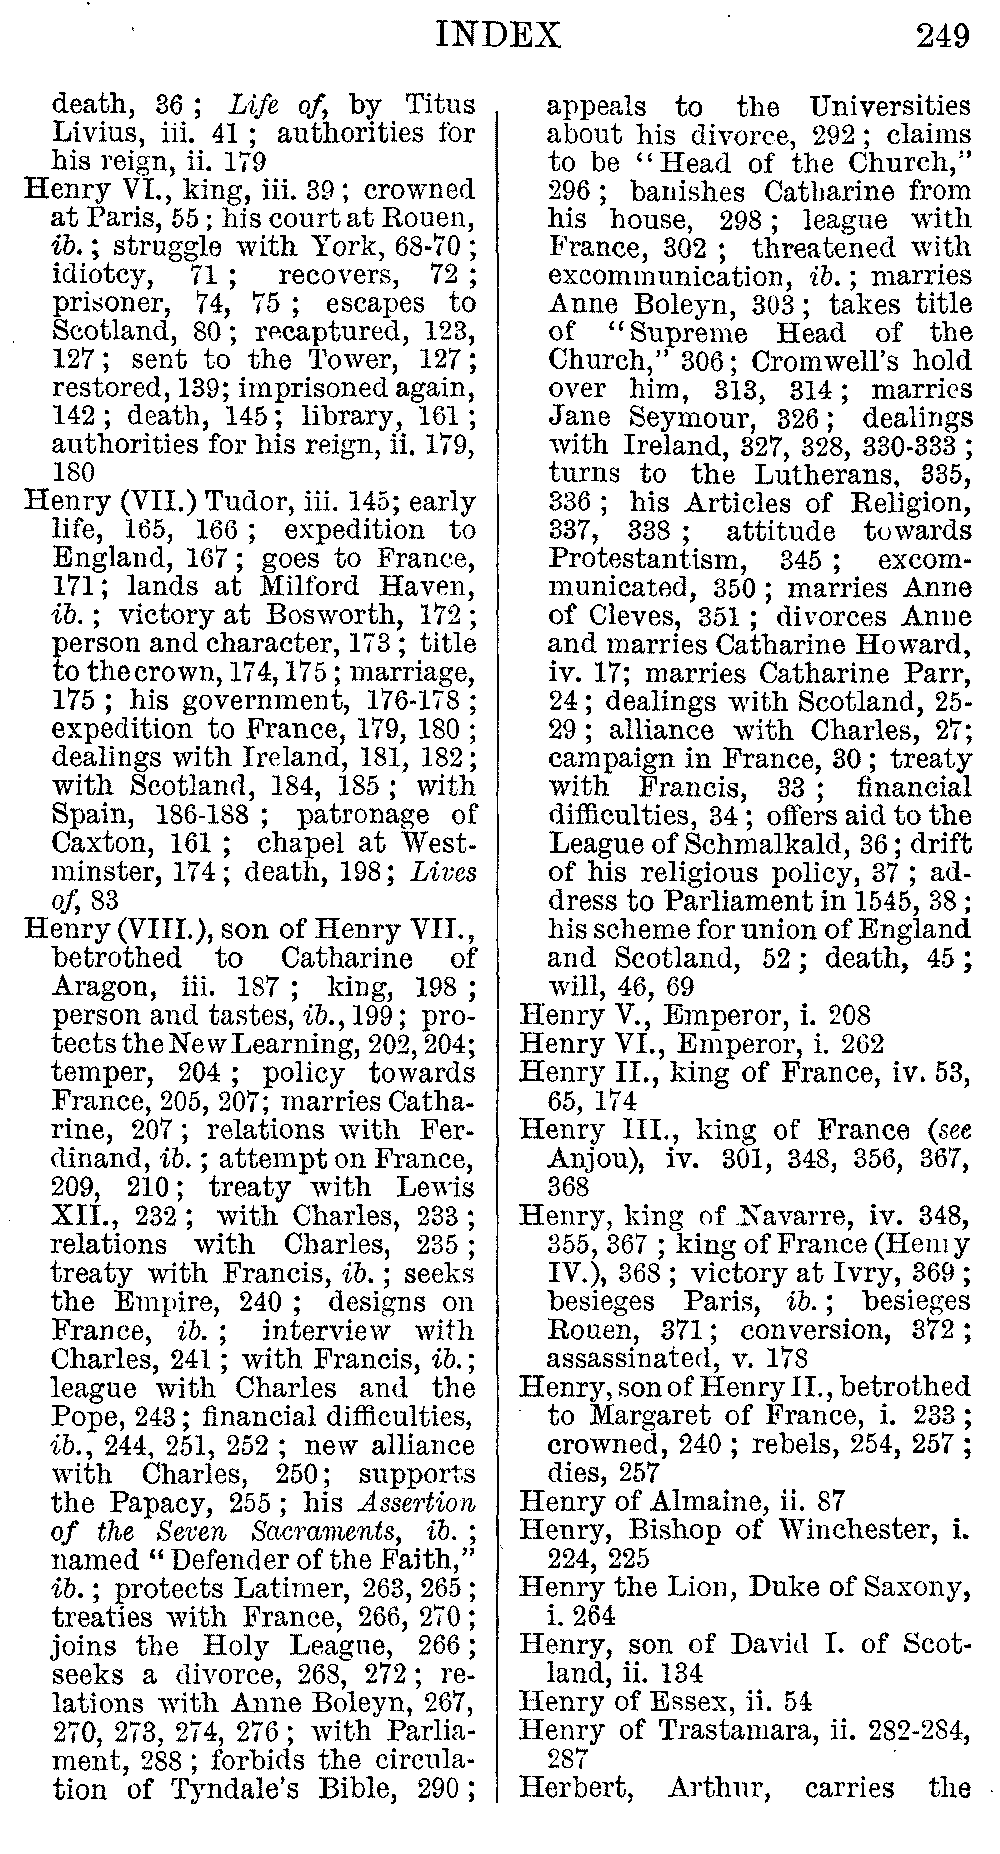 INDEX 249
death, 36 ; Life of, by Titus
Livius, iii. 41 ; authorities for
his reign, ii. 179
Henry VI., king, iii. 39 ; crowned
at Paris, 55 ; his court at Rouen,
ib. ; struggle with York, 68-70 ;
idiotcy, 71 ; recovers, 72 ;
prisoner, 74, 75 ; escapes to
Scotland, 80 ; recaptured, 123,
127 ; sent to the Tower, 127 ;
restored, 139; imprisoned again,
142 ; death, 145 ; library, 161 ;
authorities for his reign, ii. 179,
180
Henry (VII.) Tudor, iii. 145; early
life, 165, 166 ; expedition to
England, 167 ; goes to France,
171 ; lands at Milford Haven,
ib. ; victory at Bosworth, 172 ;
person and character, 173 ; title
to the crown, 174, 175 ; marriage,
175 ; his government, 176-178 ;
expedition to France, 179, 180 ;
dealings with Ireland, 181, 182 ;
with Scotland, 184, 185 ; with
Spain, 186-188 ; patronage of
Caxton, 161 ; chapel at West-
minster, 174 ; death, 198 ; Lives
of, 83
Henry (VIII.), son of Henry VII.,
betrothed to Catharine of
Aragon, iii. 187 ; king, 198 ;
person and tastes, ib., 199 ; pro-
tects the New Learning, 202, 204;
temper, 204 ; policy towards
France, 205, 207; marries Catha-
rine, 207 ; relations with Fer-
dinand, ib. ; attempt on France,
209, 210 ; treaty with Lewis
XII., 232 ; with Charles, 233 ;
relations with Charles, 235 ;
treaty with Francis, ib. ; seeks
the Empire, 240 ; designs on
France, ib. ; interview with
Charles, 241 ; with Francis, ib. ;
league with Charles and the
Pope, 243 ; financial difficulties,
ib., 244, 251, 252 ; new alliance
with Charles, 250; supports
the Papacy, 255 ; his Assertion
of the Seven Sacraments, ib. ;
named "Defender of the Faith,"
ib. ; protects Latimer, 263, 265 ;
treaties with France, 266, 270 ;
joins the Holy League, 266 ;
seeks a divorce, 268, 272 ; re-
lations with Anne Boleyn, 267,
270, 273, 274, 276 ; with Parlia-
ment, 288 ; forbids the circula-
tion of Tyndale's Bible, 290 ;
appeals to the Universities
about his divorce, 292 ; claims
to be "Head of the Church,"
296 ; banishes Catharine from
his house, 298 ; league with
France, 302 ; threatened with
excommunication, ib. ; marries
Anne Boleyn, 303 ; takes title
of "Supreme Head of the
Church," 306 ; Cromwell's hold
over him, 313, 314 ; marries
Jane Seymour, 326 ; dealings
with Ireland, 327, 328, 330-333 ;
turns to the Lutherans, 335,
336 ; his Articles of Religion,
337, 338 ; attitude towards
Protestantism, 345 ; excom-
municated, 350 ; marries Anne
of Cleves, 351 ; divorces Anne
and marries Catharine Howard,
iv. 17; marries Catharine Parr,
24 ; dealings with Scotland, 25-
29 ; alliance with Charles, 27;
campaign in France, 30 ; treaty
with Francis, 33 ; financial
difficulties, 34 ; offers aid to the
League of Schmalkald, 36 ; drift
of his religious policy, 37 ; ad-
dress to Parliament in 1545, 38 ;
his scheme for union of England
and Scotland, 52 ; death, 45 ;
will, 46, 69
Henry V., Emperor, i. 208
Henry VI., Emperor, i. 262
Henry II., king of France, iv. 53,
65, 174
Henry III., king of France (see
Anjou), iv. 301, 348, 356, 367,
368
Henry, king of Navarre, iv. 348,
355, 367 ; king of France (Henry
IV.), 368 ; victory at Ivry, 369 ;
besieges Paris, ib. ; besieges
Rouen, 371 ; conversion, 372 ;
assassinated, v. 178
Henry, son of Henry II., betrothed
to Margaret of France, i. 233 ;
crowned, 240 ; rebels, 254, 257 ;
dies, 257
Henry of Almaine, ii. 87
Henry, Bishop of Winchester, i.
224, 225
Henry the Lion, Duke of Saxony,
i. 264
Henry, son of David I. of Scot-
land, ii. 134
Henry of Essex, ii. 54
Henry of Trastamara, ii. 282-284,
287
Herbert, Arthur, carries the